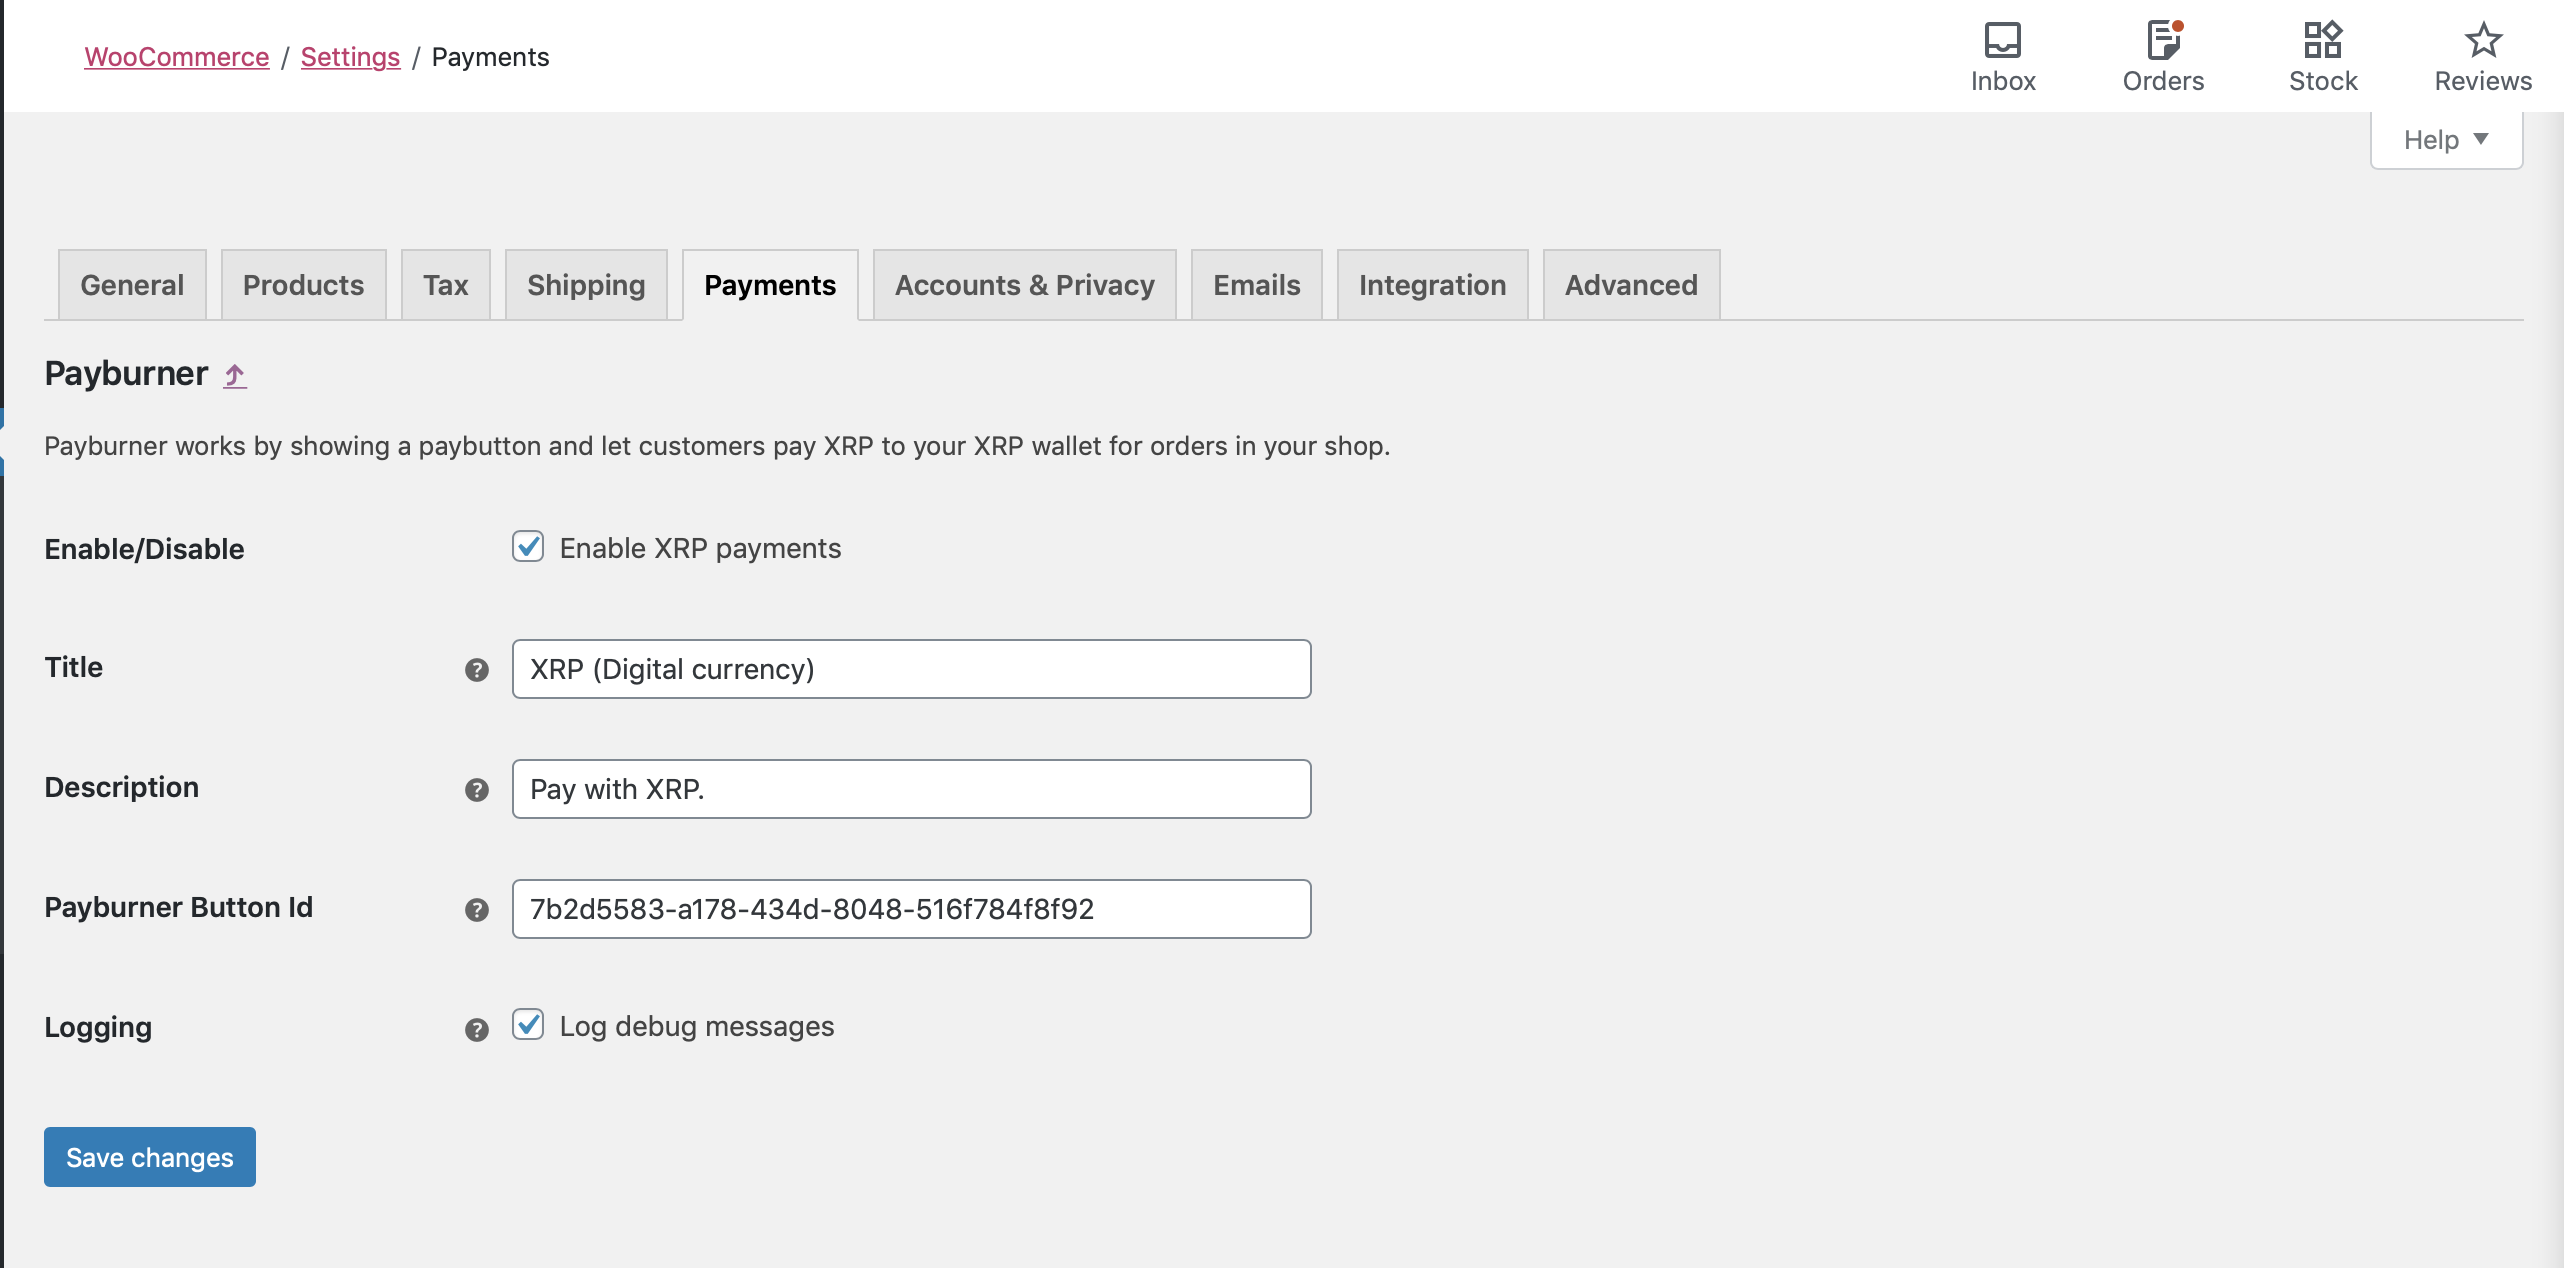 WooCommerce / Settings / Payments
Inbox
Orders
Stock
Reviews
Help
General
Products
Tax
Shipping
Payments
Accounts & Privacy
Emails
Integration
Advanced
Payburner
Payburner works by showing a paybutton and let customers pay XRP to your XRP wallet for orders in your shop.
Enable/Disable
Enable XRP payments
Title
XRP (Digital currency)
Description
Pay with XRP.
Payburner Button Id
7b2d5583-a178-434d-8048-516f784f8f92
Logging
Log debug messages
Save changes